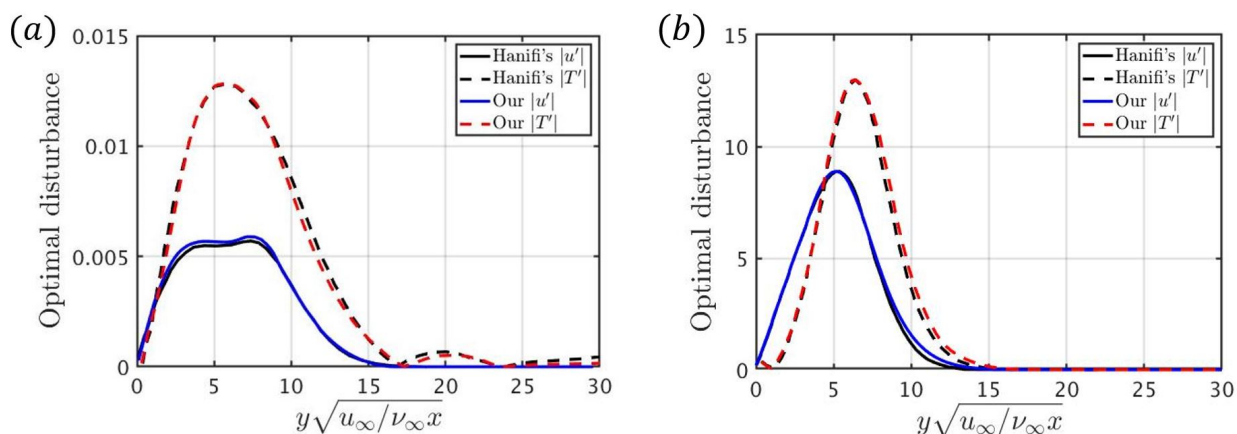 (a)
0.015
0.01
0.005
0
Optimal disturbance
Hanifi's |u'|
Hanifi's |T'|
Our |u'|
Our |T'|
0 5 10 15 20 25 30
y√u∞/ν∞x
(b)
15
10
5
0
Optimal disturbance
Hanifi's |u'|
Hanifi's |T'|
Our |u'|
Our |T'|
0 5 10 15 20 25 30
y√u∞/ν∞x